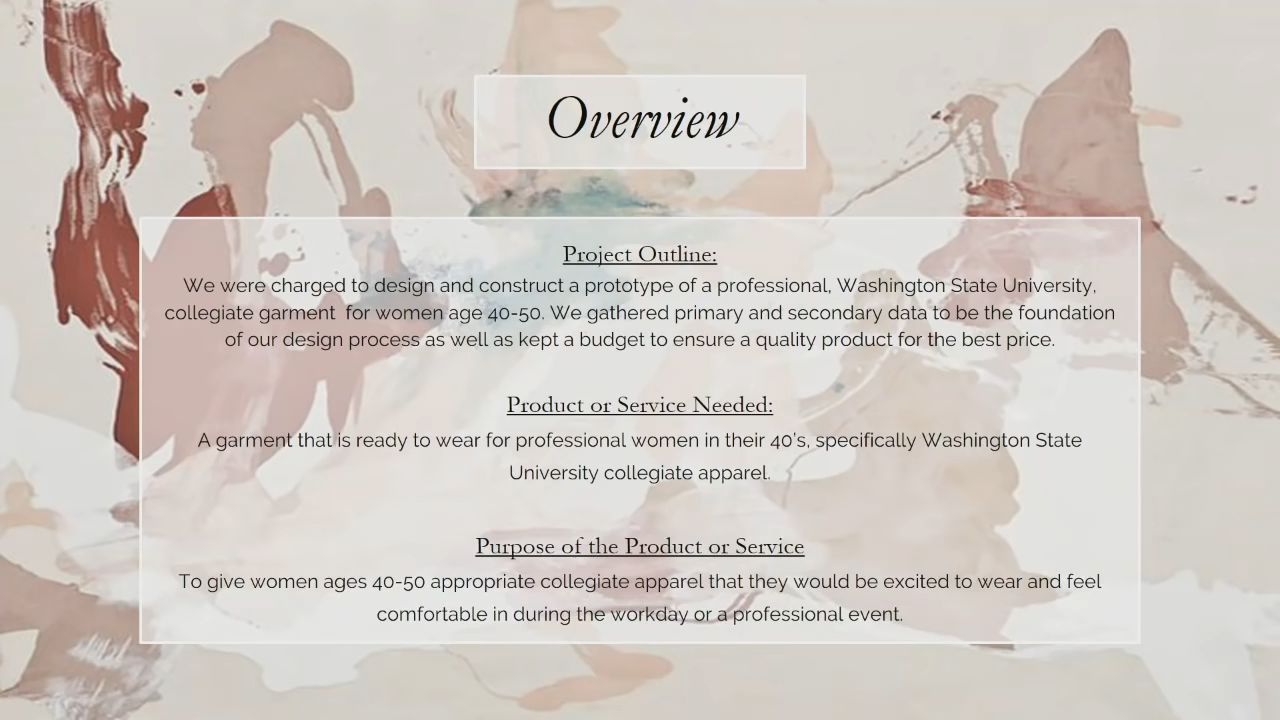 Overview
Project Outline:
We were charged to design and construct a prototype of a professional, Washington State University,
collegiate garment  for women age 40-50. We gathered primary and secondary data to be the foundation
of our design process as well as kept a budget to ensure a quality product for the best price.
Product or Service Needed:
A garment that is ready to wear for professional women in their 40's, specifically Washington State
University collegiate apparel.
Purpose of the Product or Service
To give women ages 40-50 appropriate collegiate apparel that they would be excited to wear and feel
comfortable in during the workday or a professional event.